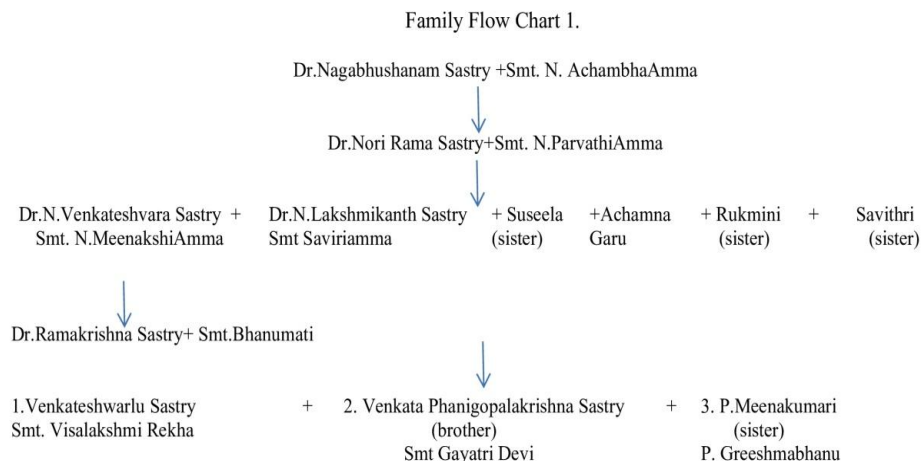 Family Flow Chart 1.
Dr.Nagabhushanam Sastry +Smt. N. AchambhaAmma
Dr.Nori Rama Sastry+Smt. N.ParvathiAmma
Dr.N.Venkateshvara Sastry + Dr.N.Lakshmikanth Sastry + Suseela +Achamna + Rukmini + Savithri
Smt. N.MeenakshiAmma Smt Saviriamma (sister) Garu (sister) (sister)
Dr.Ramakrishna Sastry+ Smt.Bhanumati
1.Venkateshwarlu Sastry + 2. Venkata Phanigopalakrishna Sastry + 3. P.Meenakumari
Smt. Visalakshmi Rekha (brother) (sister)
Smt Gayatri Devi P. Greeshmabhanu